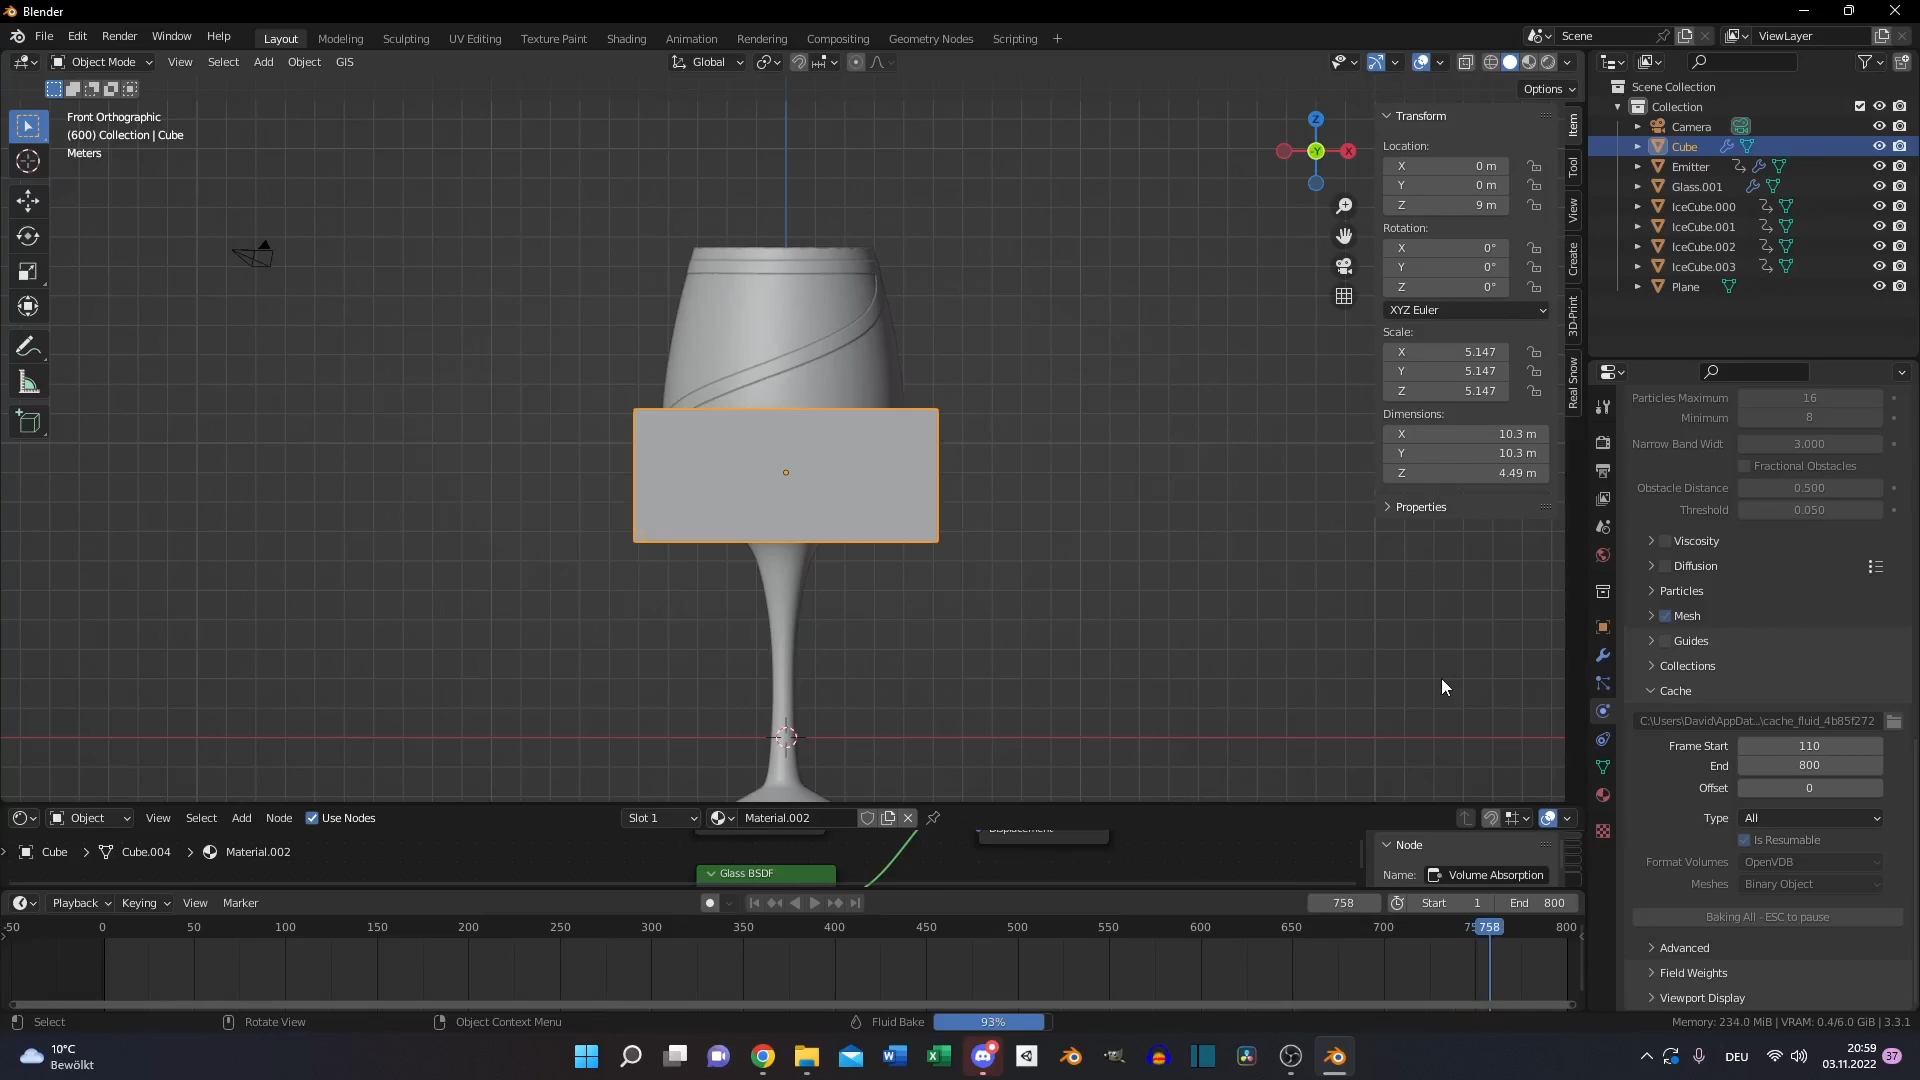 Blender
File Edit Render Window Help Layout Modeling Sculpting UV Editing Texture Paint Shading Animation Rendering Compositing Geometry Nodes Scripting + Scene ViewLayer
Object Mode View Select Add Object GIS Global
Options
Front Orthographic
(600) Collection | Cube
Meters
Z
-Y
X
Transform
Location:
X 0 m
Y 0 m
Z 9 m
Rotation:
X 0°
Y 0°
Z 0°
XYZ Euler
Scale:
X 5.147
Y 5.147
Z 5.147
Dimensions:
X 10.3 m
Y 10.3 m
Z 4.49 m
Properties
Item
Tool
View
Create
3D-Print
Real Snow
Scene Collection
Collection
Camera
Cube
Emitter
Glass.001
IceCube.000
IceCube.001
IceCube.002
IceCube.003
Plane
Particles Maximum 16
Minimum 8
Narrow Band Widt 3.000
Fractional Obstacles
Obstacle Distance 0.500
Threshold 0.050
Viscosity
Diffusion
Particles
Mesh
Guides
Collections
Cache
C:\Users\David\AppDat...\cache_fluid_4b85f272
Frame Start 110
End 800
Offset 0
Type All
Is Resumable
Format Volumes OpenVDB
Meshes Binary Object
Baking All - ESC to pause
Advanced
Field Weights
Viewport Display
Object View Select Add Node Use Nodes Slot 1 Material.002
Cube Cube.004 Material.002
Displacement
Glass BSDF
Node
Name: Volume Absorption
Playback Keying View Marker 758 Start 1 End 800
-50 0 50 100 150 200 250 300 350 400 450 500 550 600 650 700 75 758 800
Select Rotate View Object Context Menu Fluid Bake 93% Memory: 234.0 MiB | VRAM: 0.4/6.0 GiB | 3.3.1
10°C
Bewölkt
DEU
20:59
03.11.2022
37